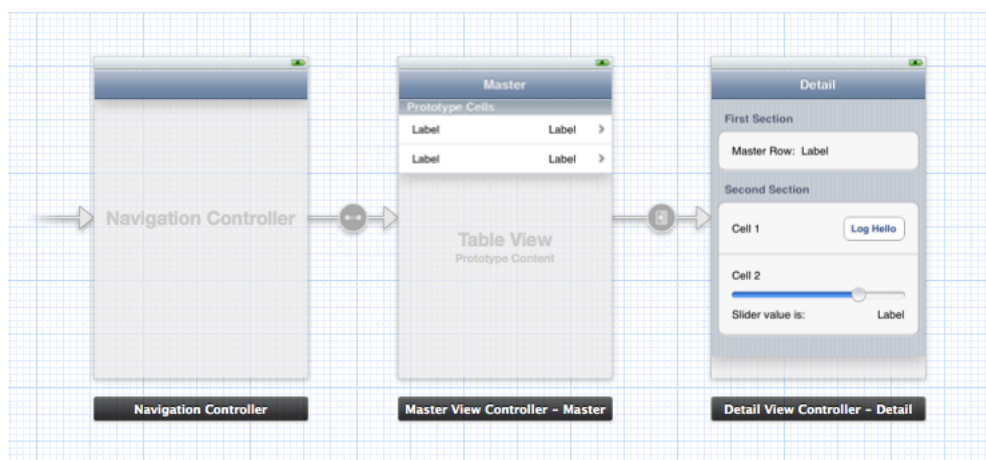 Navigation Controller
Navigation Controller
Master
Prototype Cells
Label Label
Label Label
Table View
Prototype Content
Master View Controller – Master
Detail
First Section
Master Row: Label
Second Section
Cell 1 Log Hello
Cell 2
Slider value is: Label
Detail View Controller – Detail